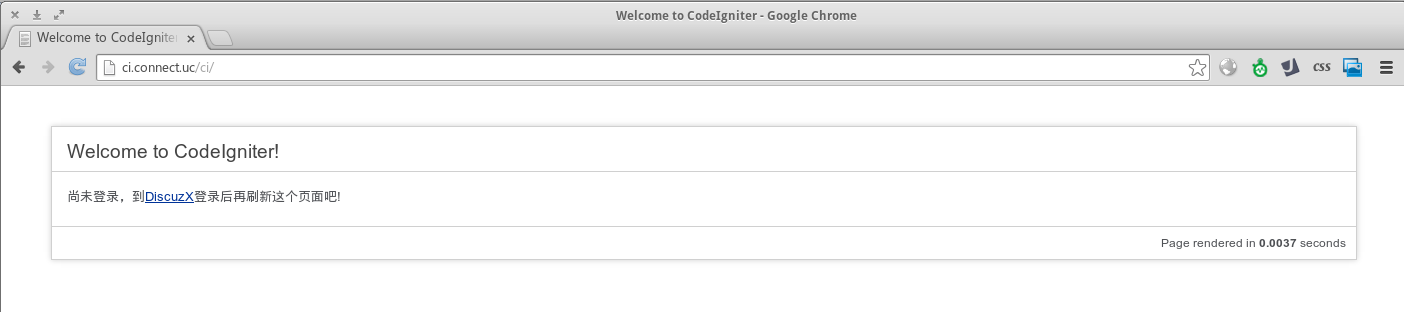 Welcome to CodeIgniter - Google Chrome
Welcome to CodeIgniter
ci.connect.uc/ci/
css
Welcome to CodeIgniter!
尚未登录，到DiscuzX登录后再刷新这个页面吧!
Page rendered in 0.0037 seconds